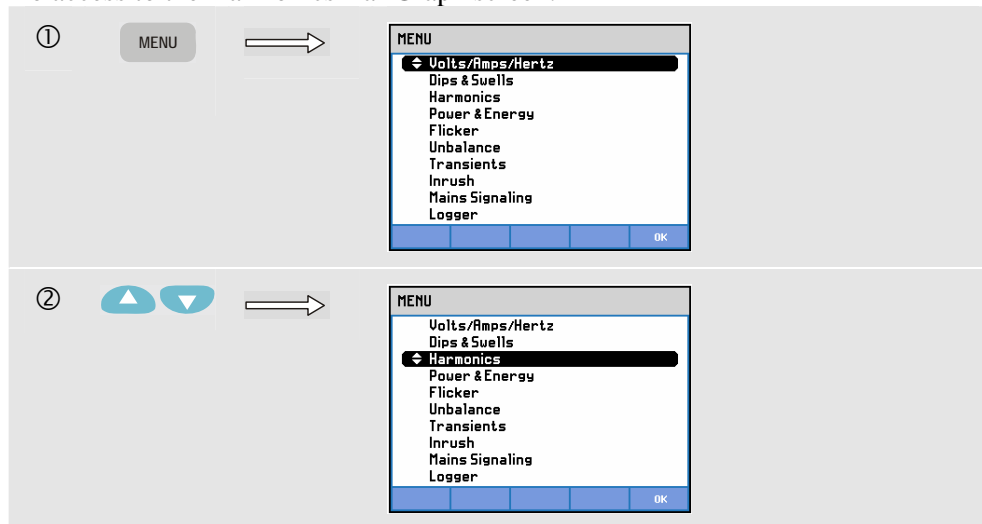 ①
MENU
MENU
Volts/Amps/Hertz
Dips & Swells
Harmonics
Power & Energy
Flicker
Unbalance
Transients
Inrush
Mains Signaling
Logger
OK
②
MENU
Volts/Amps/Hertz
Dips & Swells
Harmonics
Power & Energy
Flicker
Unbalance
Transients
Inrush
Mains Signaling
Logger
OK